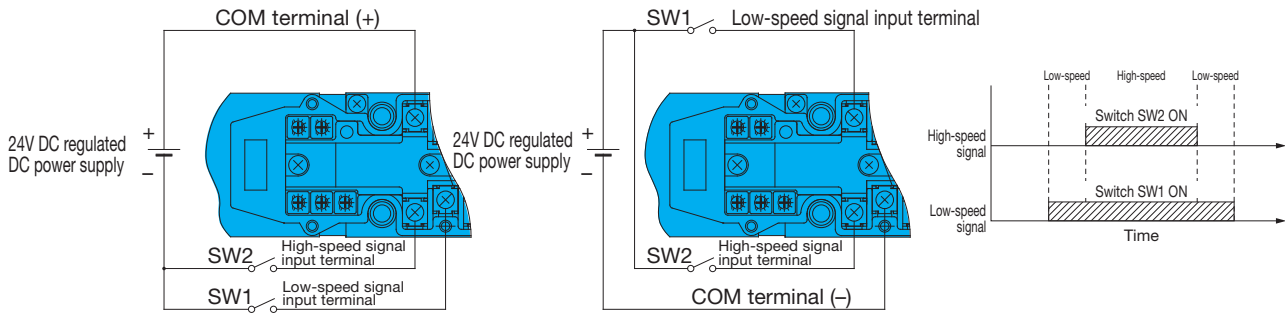 COM terminal (+)
+
24V DC regulated
DC power supply
–
SW2
High-speed signal
input terminal
SW1
Low-speed signal
input terminal
SW1
Low-speed signal input terminal
+
24V DC regulated
DC power supply
–
SW2
High-speed signal
input terminal
COM terminal (–)
Low-speed
High-speed
Low-speed
Switch SW2 ON
High-speed
signal
Switch SW1 ON
Low-speed
signal
Time